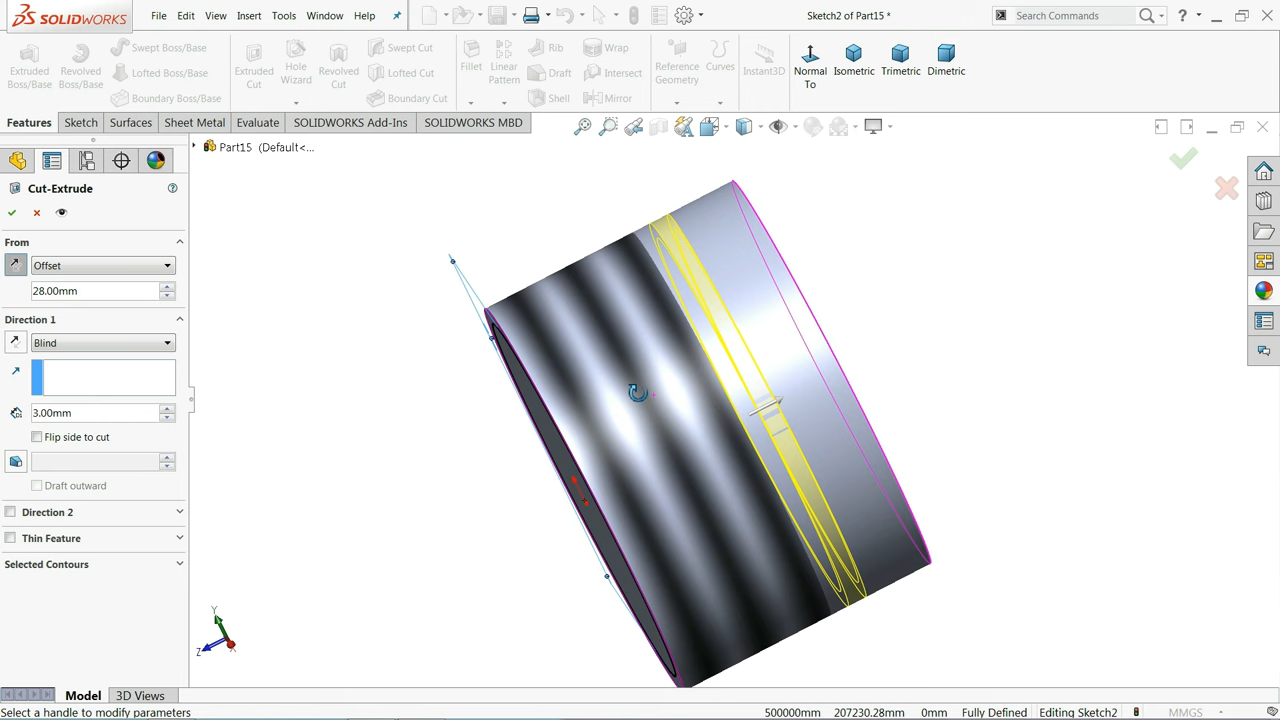 SOLIDWORKS File Edit View Insert Tools Window Help Sketch2 of Part15 * Search Commands ?
Extruded Boss/Base Revolved Boss/Base Swept Boss/Base Lofted Boss/Base Boundary Boss/Base Extruded Cut Hole Wizard Revolved Cut Swept Cut Lofted Cut Boundary Cut Fillet Linear Pattern Rib Draft Shell Wrap Intersect Mirror Reference Geometry Curves Instant3D Normal To Isometric Trimetric Dimetric
Features Sketch Surfaces Sheet Metal Evaluate SOLIDWORKS Add-Ins SOLIDWORKS MBD
Part15 (Default<...
Cut-Extrude
From
Offset
28.00mm
Direction 1
Blind
3.00mm
Flip side to cut
Draft outward
Direction 2
Thin Feature
Selected Contours
Y
Z
X
Model 3D Views
Select a handle to modify parameters 500000mm 207230.28mm 0mm Fully Defined Editing Sketch2 MMGS